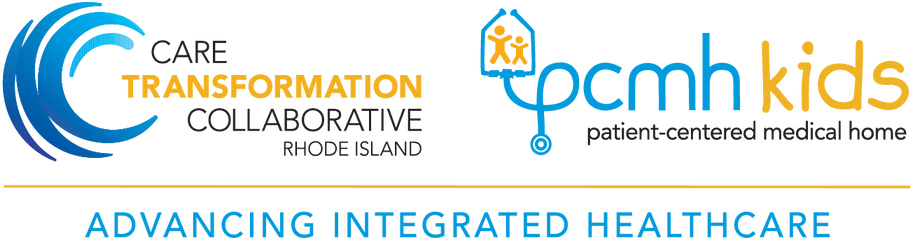 CARE
TRANSFORMATION
COLLABORATIVE
RHODE ISLAND
pcmh kids
patient-centered medical home
ADVANCING INTEGRATED HEALTHCARE